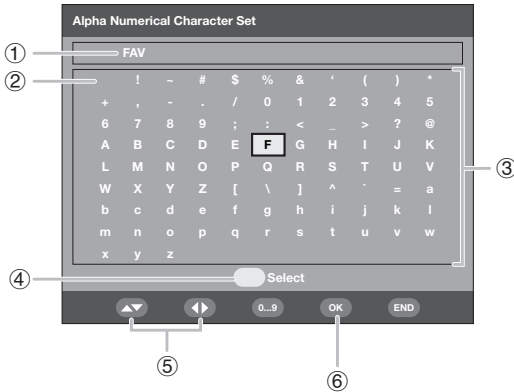 Alpha Numerical Character Set
① FAV
② ! ~ # $ % & ‘ ( ) *
+ , - . / 0 1 2 3 4 5
6 7 8 9 ; : < _ > ? @
A B C D E F G H I J K
③
L M N O P Q R S T U V
W X Y Z [ \ ] ^ ` = a
b c d e f g h i j k l
m n o p q r s t u v w
x y z
④ Select
▲▼ ◀▶ 0...9 OK END
⑤ ⑥